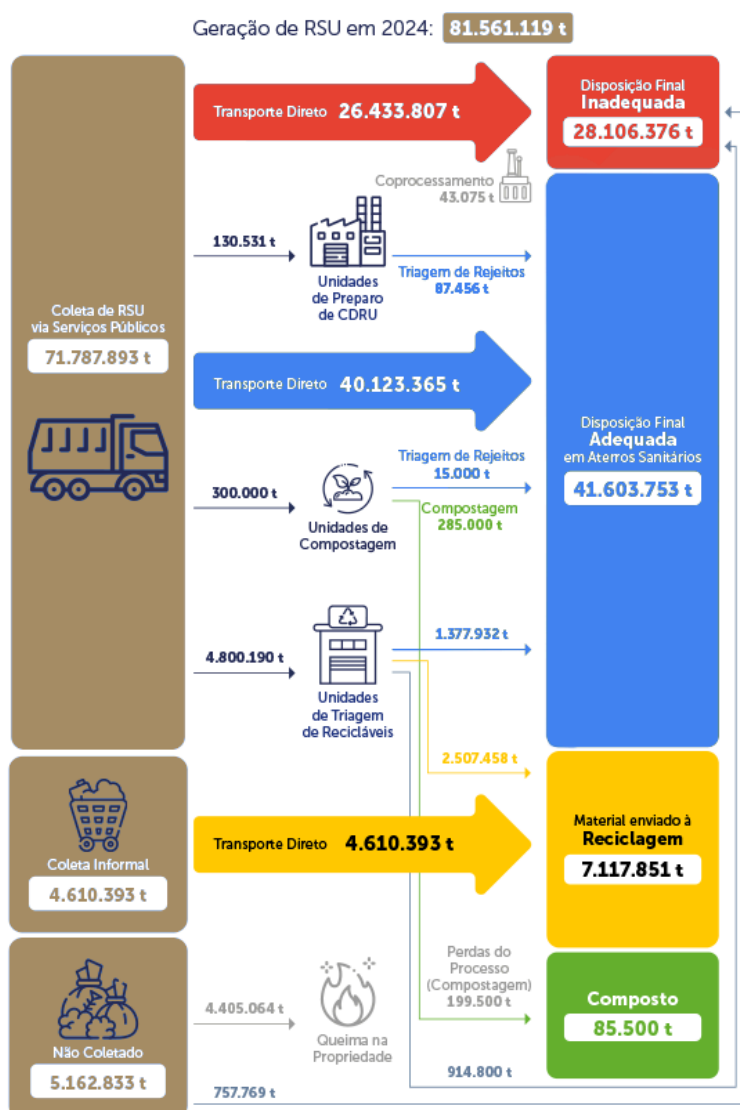 Geração de RSU em 2024: 81.561.119 t
Transporte Direto 26.433.807 t
Disposição Final
Inadequada
28.106.376 t
Coprocessamento
43.075 t
130.531 t
Unidades
de Preparo
de CDRU
Triagem de Rejeitos
87.456 t
Coleta de RSU
via Serviços Públicos
71.787.893 t
Transporte Direto 40.123.365 t
Disposição Final
Adequada
em Aterros Sanitários
41.603.753 t
300.000 t
Unidades de
Compostagem
Triagem de Rejeitos
15.000 t
Compostagem
285.000 t
4.800.190 t
Unidades
de Triagem
de Recicláveis
1.377.932 t
2.507.458 t
Coleta Informal
4.610.393 t
Transporte Direto 4.610.393 t
Material enviado à
Reciclagem
7.117.851 t
Não Coletado
5.162.833 t
4.405.064 t
Queima na
Propriedade
Perdas do
Processo
(Compostagem)
199.500 t
Composto
85.500 t
914.800 t
757.769 t